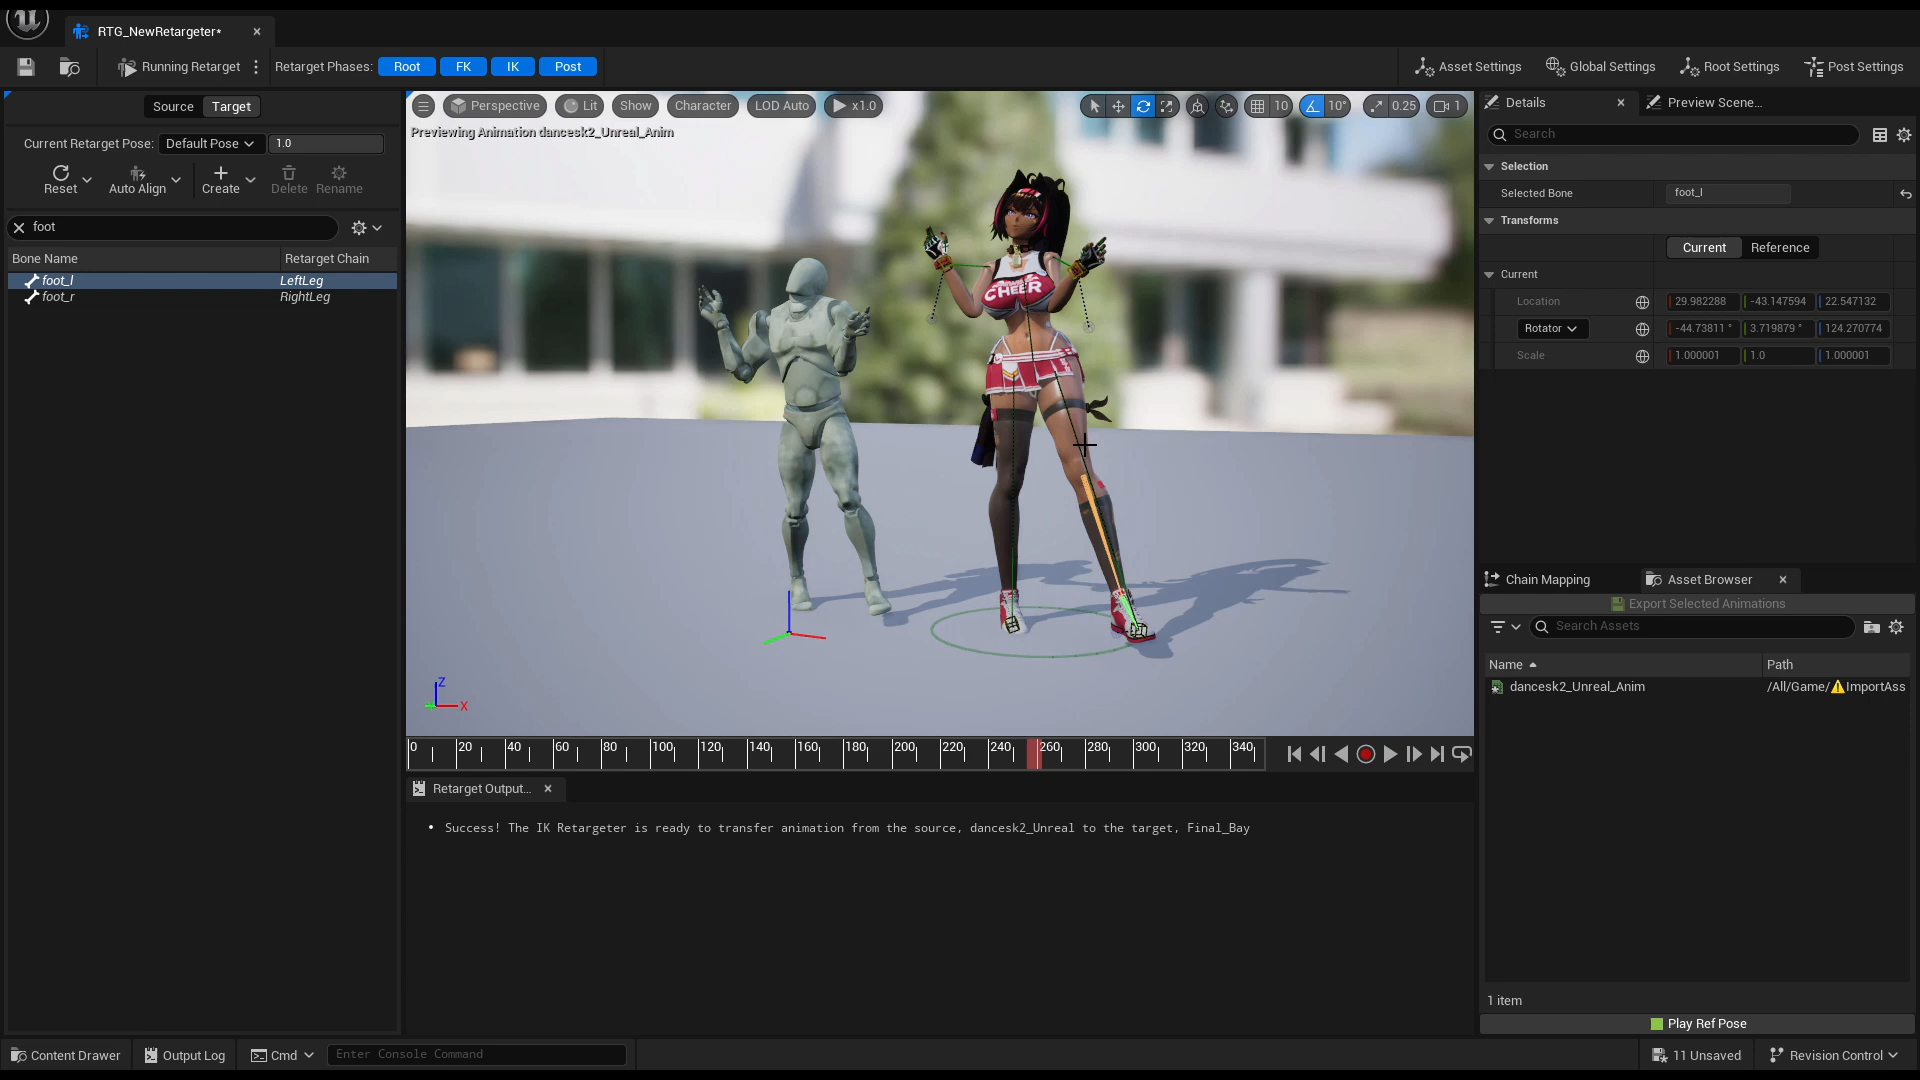 RTG_NewRetargeter*
Running Retarget
Retarget Phases:
Root
FK
IK
Post
Asset Settings
Global Settings
Root Settings
Post Settings
Source
Target
Current Retarget Pose:
Default Pose
1.0
Reset
Auto Align
Create
Delete
Rename
foot
Bone Name
Retarget Chain
foot_l
LeftLeg
foot_r
RightLeg
Perspective
Lit
Show
Character
LOD Auto
x1.0
10
10°
0.25
1
Previewing Animation dancesk2_Unreal_Anim
CHEER
Z
X
0
20
40
60
80
100
120
140
160
180
200
220
240
260
280
300
320
340
Retarget Output...
Success! The IK Retargeter is ready to transfer animation from the source, dancesk2_Unreal to the target, Final_Bay
Details
Preview Scene...
Search
Selection
Selected Bone
foot_l
Transforms
Current
Reference
Current
Location
29.982288
-43.147594
22.547132
Rotator
-44.73811 °
3.719879 °
124.270774
Scale
1.000001
1.0
1.000001
Chain Mapping
Asset Browser
Export Selected Animations
Search Assets
Name
Path
dancesk2_Unreal_Anim
/All/Game/⚠ImportAss
1 item
Play Ref Pose
Content Drawer
Output Log
Cmd
Enter Console Command
11 Unsaved
Revision Control